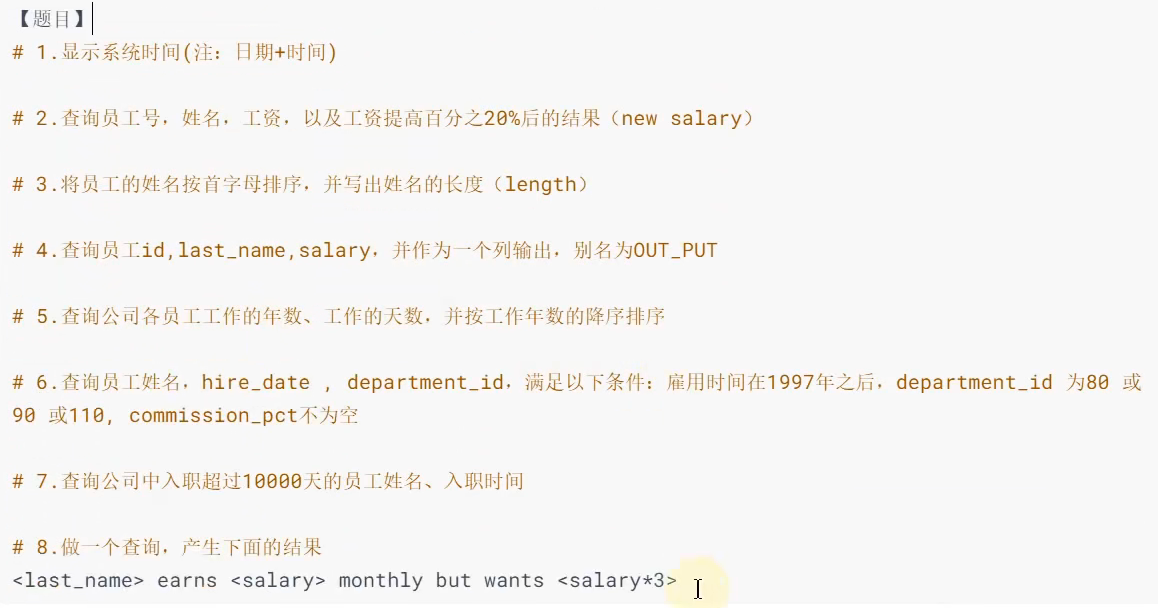 【题目】
# 1.显示系统时间(注：日期+时间)
# 2.查询员工号，姓名，工资，以及工资提高百分之20%后的结果（new salary）
# 3.将员工的姓名按首字母排序，并写出姓名的长度（length）
# 4.查询员工id,last_name,salary，并作为一个列输出，别名为OUT_PUT
# 5.查询公司各员工工作的年数、工作的天数，并按工作年数的降序排序
# 6.查询员工姓名，hire_date , department_id，满足以下条件：雇用时间在1997年之后，department_id 为80 或
90 或110, commission_pct不为空
# 7.查询公司中入职超过10000天的员工姓名、入职时间
# 8.做一个查询，产生下面的结果
<last_name> earns <salary> monthly but wants <salary*3>